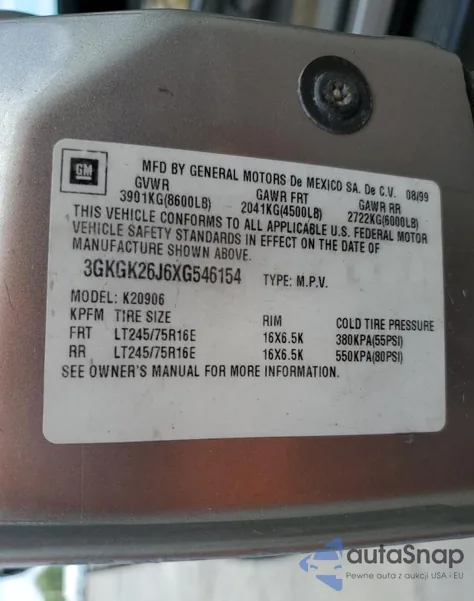 GM
MFD BY GENERAL MOTORS De MEXICO SA. De C.V. 08/99
GVWR GAWR FRT GAWR RR
3901KG(8600LB) 2041KG(4500LB) 2722KG(6000LB)
THIS VEHICLE CONFORMS TO ALL APPLICABLE U.S. FEDERAL MOTOR
VEHICLE SAFETY STANDARDS IN EFFECT ON THE DATE OF
MANUFACTURE SHOWN ABOVE.
3GKGK26J6XG546154 TYPE: M.P.V.
MODEL: K20906
KPFM TIRE SIZE RIM COLD TIRE PRESSURE
FRT LT245/75R16E 16X6.5K 380KPA(55PSI)
RR LT245/75R16E 16X6.5K 550KPA(80PSI)
SEE OWNER'S MANUAL FOR MORE INFORMATION.
autoSnap
Pewne auta z aukcji USA i EU